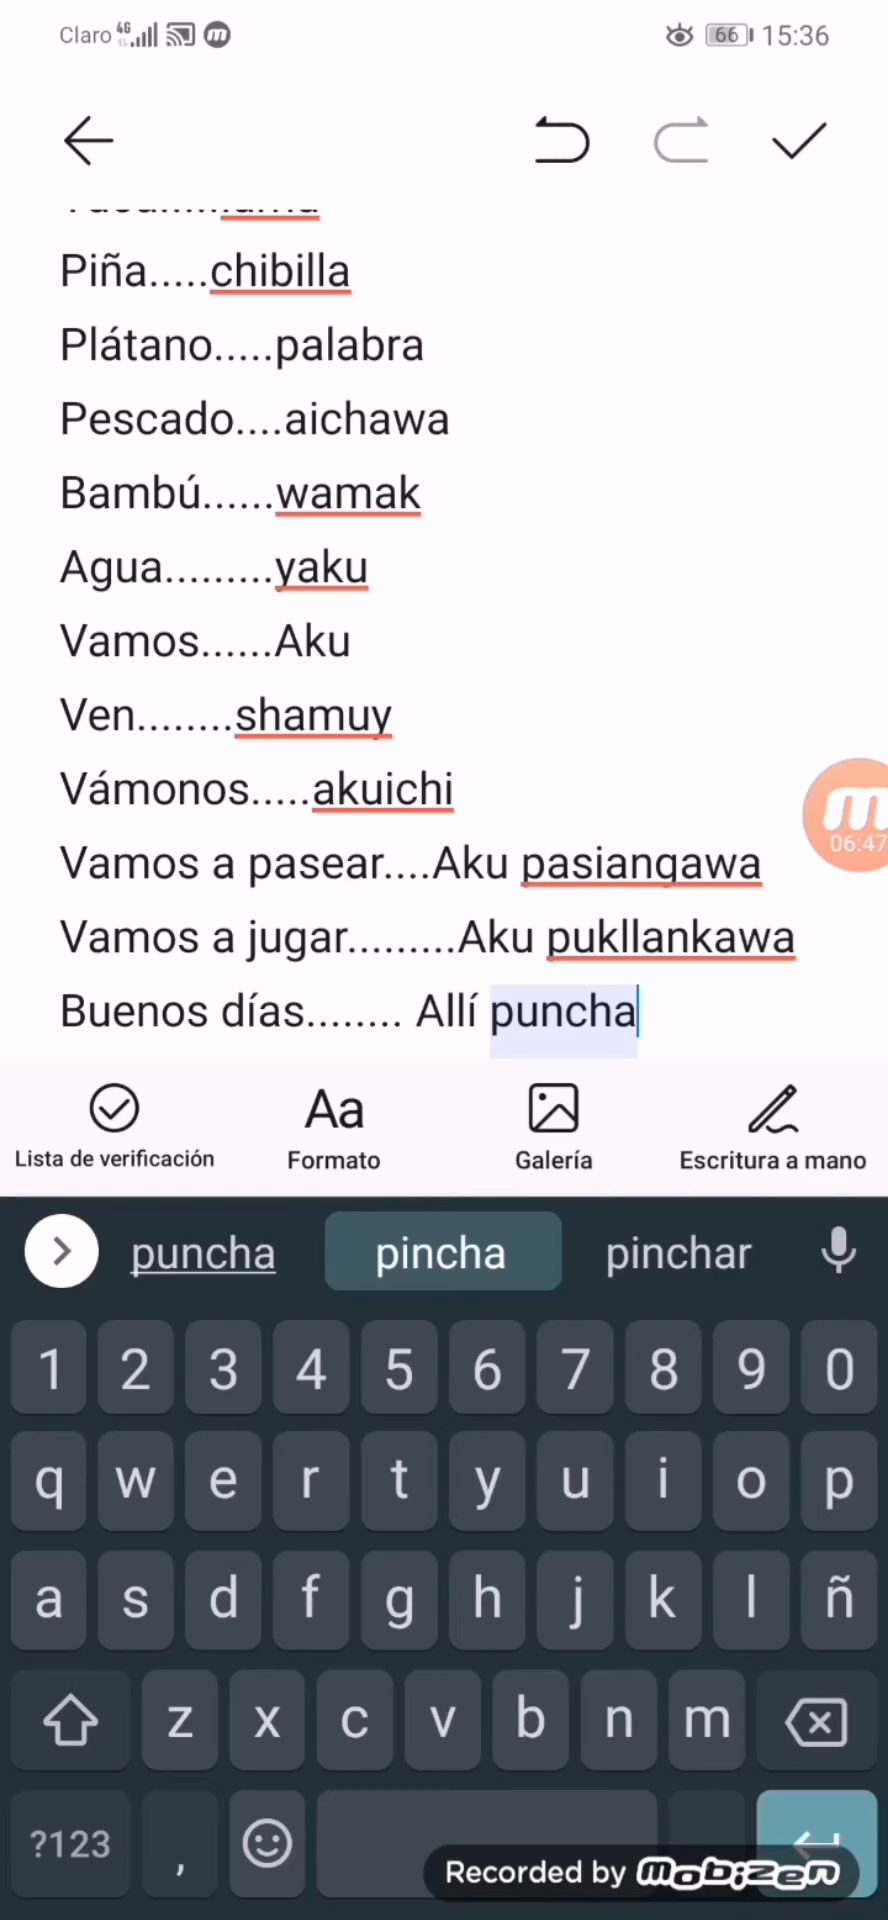 Claro 4G 66 15:36
Piña.....chibilla
Plátano.....palabra
Pescado....aichawa
Bambú......wamak
Agua.........yaku
Vamos......Aku
Ven........shamuy
Vámonos.....akuichi
06:47
Vamos a pasear....Aku pasiangawa
Vamos a jugar.........Aku pukllankawa
Buenos días........ Allí puncha
Lista de verificación Aa Formato Galería Escritura a mano
puncha pincha pinchar
1 2 3 4 5 6 7 8 9 0
q w e r t y u i o p
a s d f g h j k l ñ
z x c v b n m
?123 ,
Recorded by mobizen